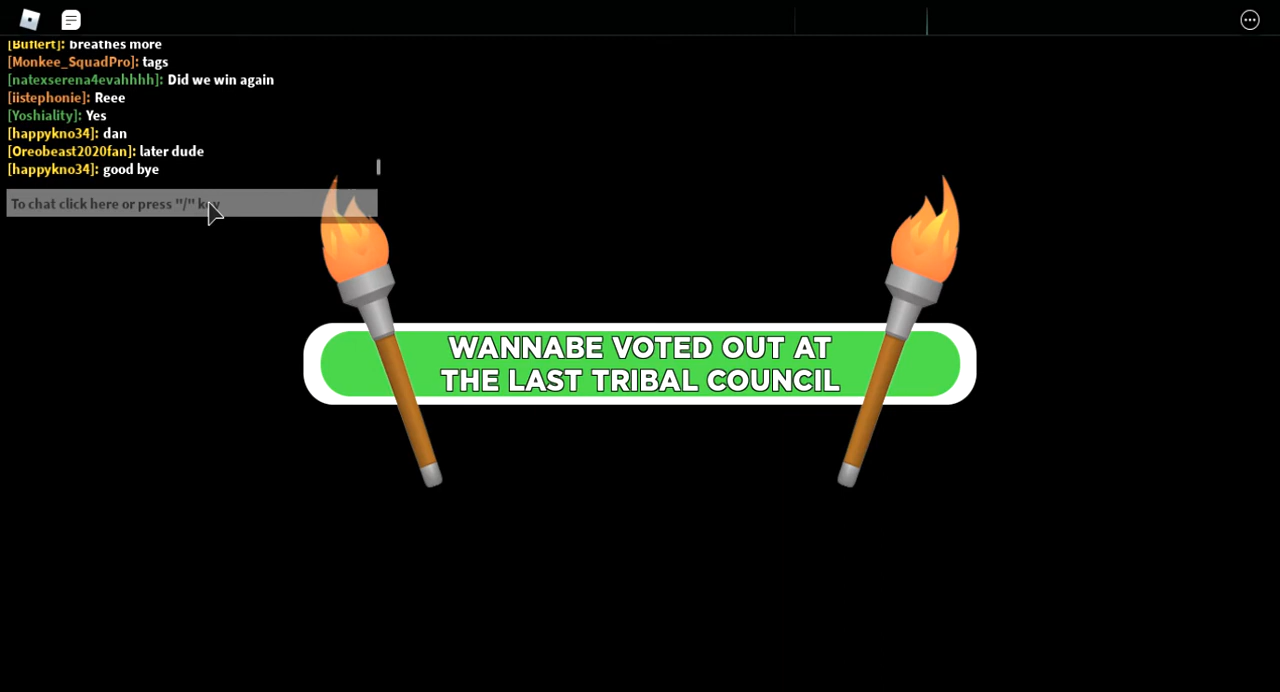 [Buflert]: breathes more
[Monkee_SquadPro]: tags
[natexserena4evahhhh]: Did we win again
[iistephonie]: Reee
[Yoshiality]: Yes
[happykno34]: dan
[Oreobeast2020fan]: later dude
[happykno34]: good bye
To chat click here or press "/" key
WANNABE VOTED OUT AT
THE LAST TRIBAL COUNCIL